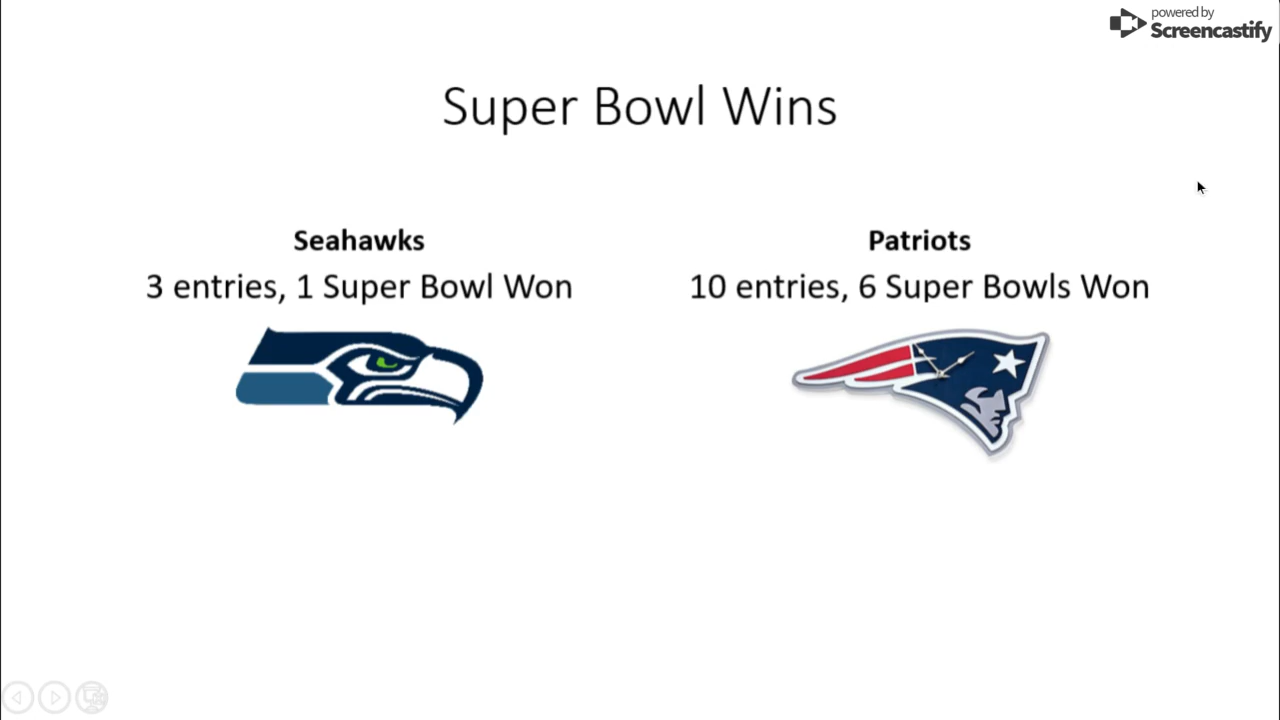 powered by
Screencastify
Super Bowl Wins
Seahawks
3 entries, 1 Super Bowl Won
Patriots
10 entries, 6 Super Bowls Won